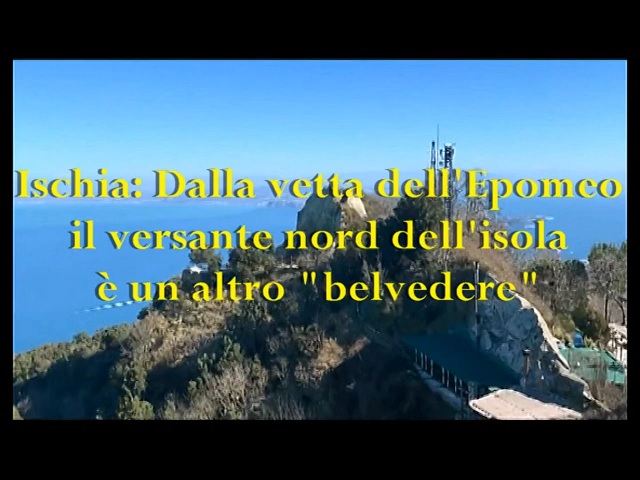 Ischia: Dalla vetta dell'Epomeo
il versante nord dell'isola
è un altro "belvedere"